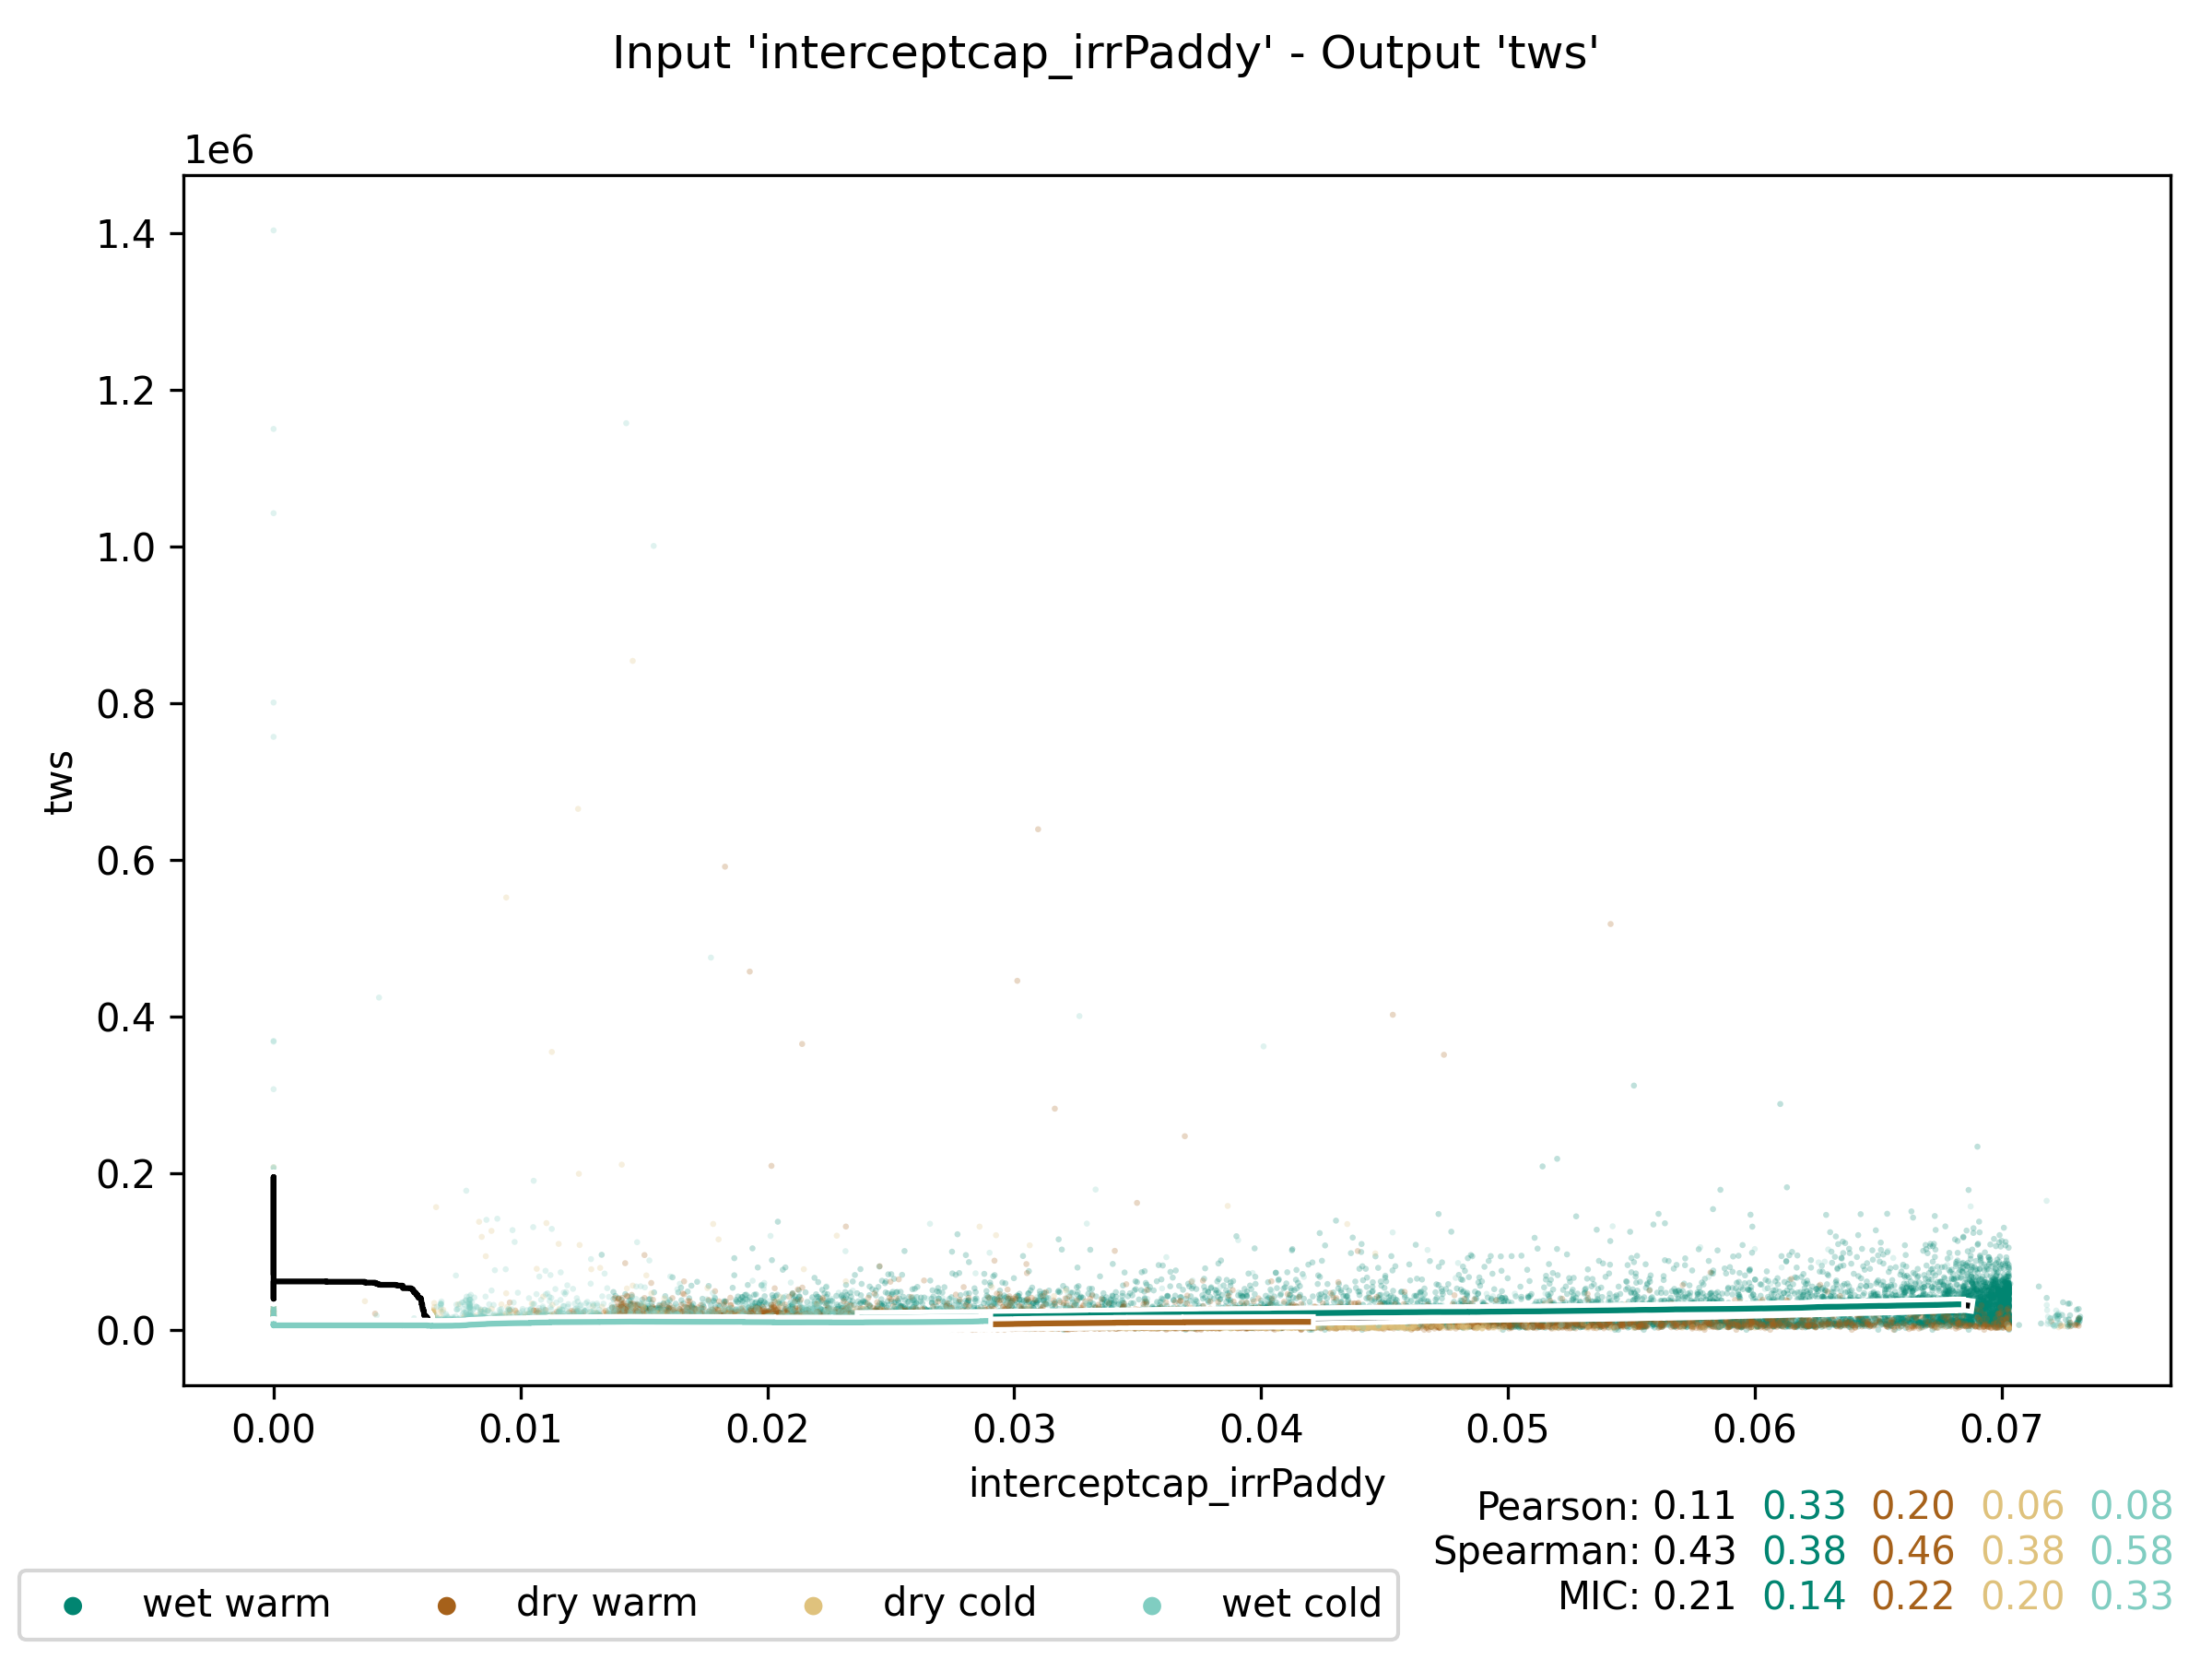 Input 'interceptcap_irrPaddy' - Output 'tws'
1e6
1.4
1.2
1.0
0.8
0.6
0.4
0.2
0.0
tws
0.00 0.01 0.02 0.03 0.04 0.05 0.06 0.07
interceptcap_irrPaddy
Pearson: 0.11 0.33 0.20 0.06 0.08
Spearman: 0.43 0.38 0.46 0.38 0.58
MIC: 0.21 0.14 0.22 0.20 0.33
wet warm dry warm dry cold wet cold